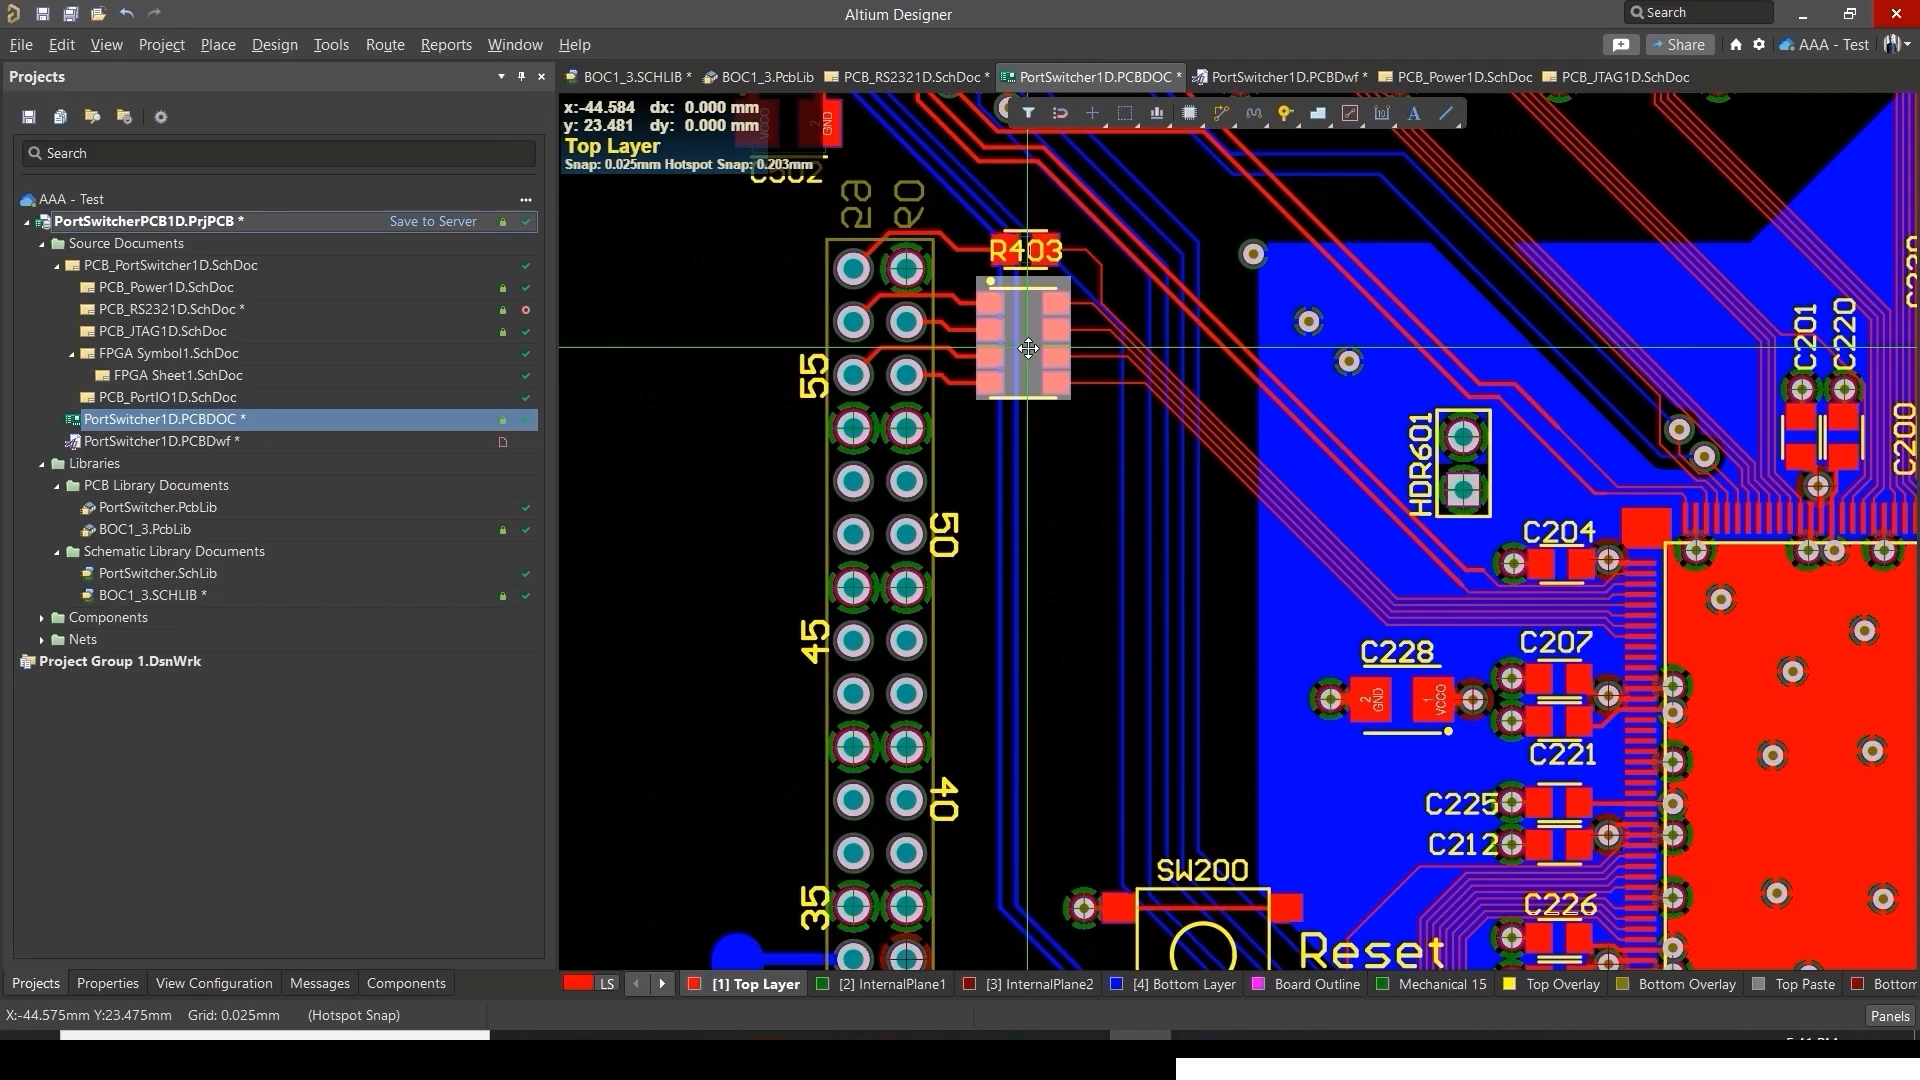 Altium Designer
Search
File Edit View Project Place Design Tools Route Reports Window Help
Share
AAA - Test
Projects
BOC1_3.SCHLIB *
BOC1_3.PcbLib
PCB_RS2321D.SchDoc *
PortSwitcher1D.PCBDOC *
PortSwitcher1D.PCBDwf *
PCB_Power1D.SchDoc
PCB_JTAG1D.SchDoc
x:-44.584 dx: 0.000 mm
y: 23.481 dy: 0.000 mm
Top Layer
Snap: 0.025mm Hotspot Snap: 0.203mm
Search
AAA - Test
PortSwitcherPCB1D.PrjPCB * Save to Server
Source Documents
PCB_PortSwitcher1D.SchDoc
PCB_Power1D.SchDoc
PCB_RS2321D.SchDoc *
PCB_JTAG1D.SchDoc
FPGA Symbol1.SchDoc
FPGA Sheet1.SchDoc
PCB_PortIO1D.SchDoc
PortSwitcher1D.PCBDOC *
PortSwitcher1D.PCBDwf *
Libraries
PCB Library Documents
PortSwitcher.PcbLib
BOC1_3.PcbLib
Schematic Library Documents
PortSwitcher.SchLib
BOC1_3.SCHLIB *
Components
Nets
Project Group 1.DsnWrk
GND
R403
55
50
45
40
35
HDR601
C201
C220
C200
C204
C207
C228
2
GND
1
VCCO
C221
C225
C212
SW200
C226
Reset
Projects Properties View Configuration Messages Components
LS
[1] Top Layer
[2] InternalPlane1
[3] InternalPlane2
[4] Bottom Layer
Board Outline
Mechanical 15
Top Overlay
Bottom Overlay
Top Paste
Bottom
X:-44.575mm Y:23.475mm Grid: 0.025mm (Hotspot Snap)
Panels